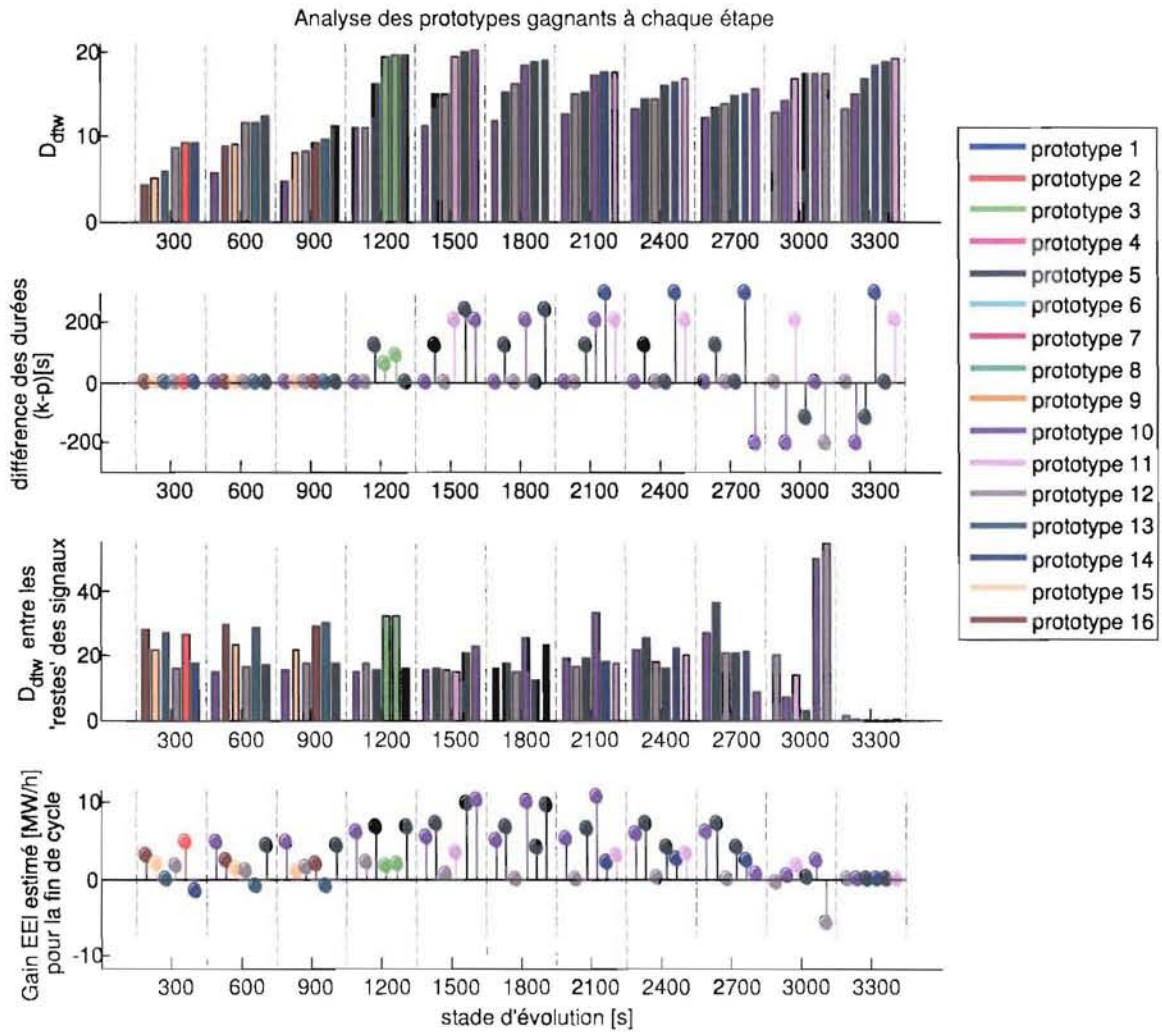 Analyse des prototypes gagnants à chaque étape
20
10
0
D_dtw
300 600 900 1200 1500 1800 2100 2400 2700 3000 3300
200
0
-200
différence des durées
(k-p)[s]
300 600 900 1200 1500 1800 2100 2400 2700 3000 3300
40
20
0
D_dtw entre les
'restes' des signaux
300 600 900 1200 1500 1800 2100 2400 2700 3000 3300
10
0
-10
Gain EEI estimé [MW/h]
pour la fin de cycle
300 600 900 1200 1500 1800 2100 2400 2700 3000 3300
stade d'évolution [s]
prototype 1
prototype 2
prototype 3
prototype 4
prototype 5
prototype 6
prototype 7
prototype 8
prototype 9
prototype 10
prototype 11
prototype 12
prototype 13
prototype 14
prototype 15
prototype 16